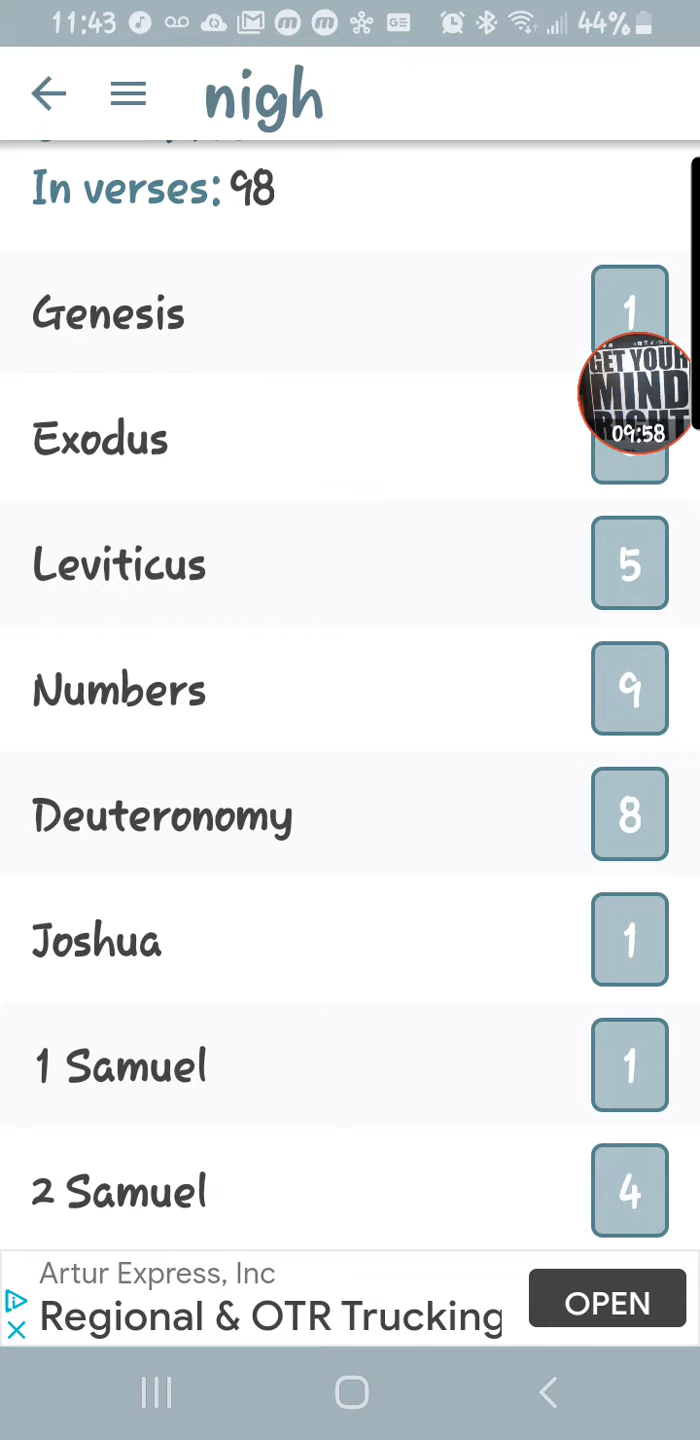 11:43 44%
nigh
In verses: 98
Genesis 1
GET YOUR
MIND
RIGHT
09:58
Exodus
Leviticus 5
Numbers 9
Deuteronomy 8
Joshua 1
1 Samuel 1
2 Samuel 4
Artur Express, Inc
Regional & OTR Trucking
OPEN